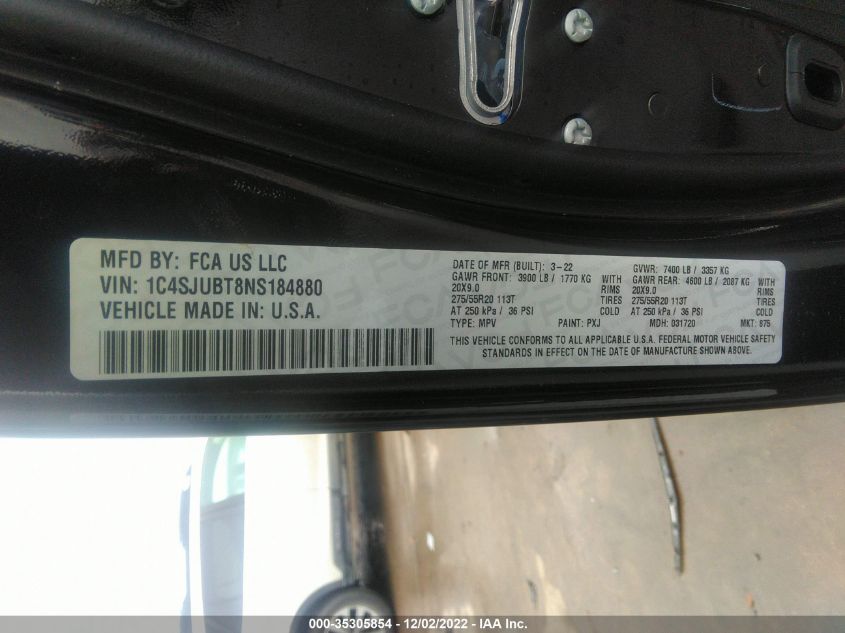 MFD BY: FCA US LLC
VIN: 1C4SJUBT8NS184880
VEHICLE MADE IN: U.S.A.
DATE OF MFR (BUILT): 3-22 GVWR: 7400 LB / 3357 KG
GAWR FRONT: 3900 LB / 1770 KG WITH GAWR REAR: 4600 LB / 2087 KG WITH
20X9.0 RIMS 20X9.0 RIMS
275/55R20 113T TIRES 275/55R20 113T TIRES
AT 250 kPa / 36 PSI COLD AT 250 kPa / 36 PSI COLD
TYPE: MPV PAINT: PXJ MDH: 031720 MKT: 875
THIS VEHICLE CONFORMS TO ALL APPLICABLE U.S.A. FEDERAL MOTOR VEHICLE SAFETY
STANDARDS IN EFFECT ON THE DATE OF MANUFACTURE SHOWN ABOVE.
000-35305854 - 12/02/2022 - IAA Inc.